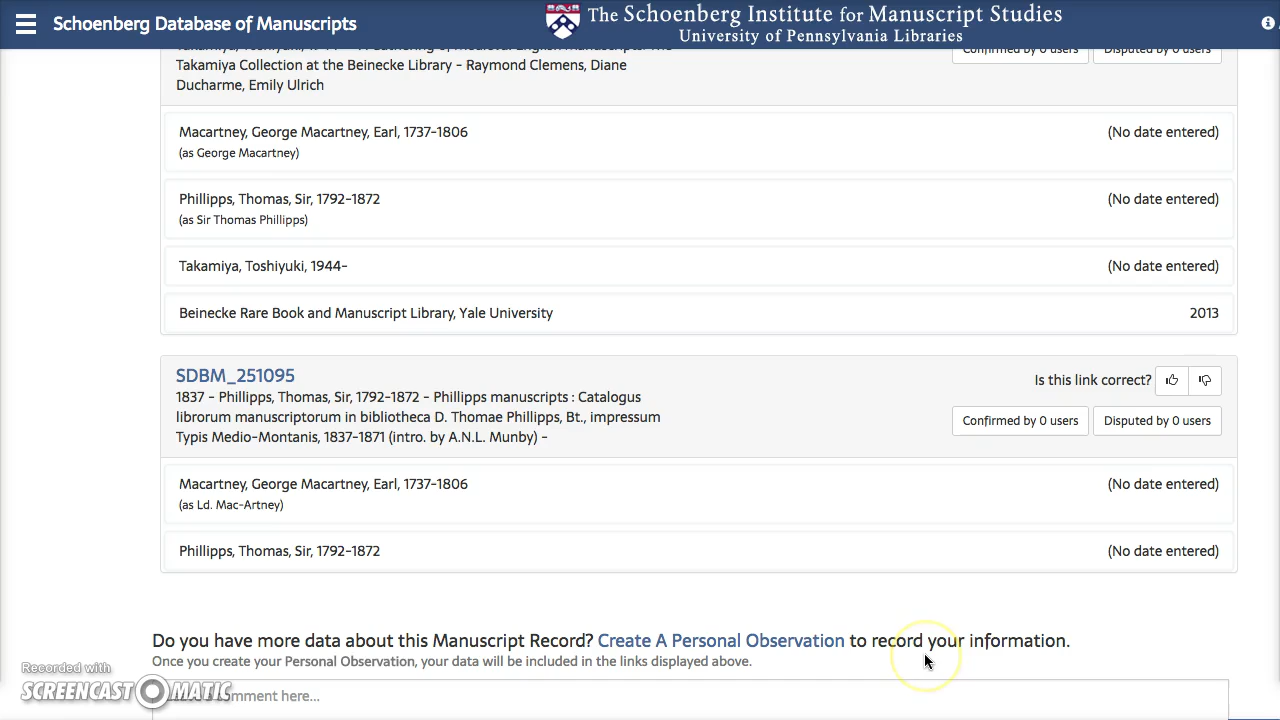 Schoenberg Database of Manuscripts
The Schoenberg Institute for Manuscript Studies
University of Pennsylvania Libraries
Takamiya Collection at the Beinecke Library - Raymond Clemens, Diane
Ducharme, Emily Ulrich
Confirmed by 0 users
Disputed by 0 users
Macartney, George Macartney, Earl, 1737-1806
(No date entered)
(as George Macartney)
Phillipps, Thomas, Sir, 1792-1872
(No date entered)
(as Sir Thomas Phillipps)
Takamiya, Toshiyuki, 1944-
(No date entered)
Beinecke Rare Book and Manuscript Library, Yale University
2013
SDBM_251095
Is this link correct?
1837 - Phillipps, Thomas, Sir, 1792-1872 - Phillipps manuscripts : Catalogus
librorum manuscriptorum in bibliotheca D. Thomae Phillipps, Bt., impressum
Typis Medio-Montanis, 1837-1871 (intro. by A.N.L. Munby) -
Confirmed by 0 users
Disputed by 0 users
Macartney, George Macartney, Earl, 1737-1806
(No date entered)
(as Ld. Mac-Artney)
Phillipps, Thomas, Sir, 1792-1872
(No date entered)
Do you have more data about this Manuscript Record? Create A Personal Observation to record your information.
Once you create your Personal Observation, your data will be included in the links displayed above.
Recorded with
SCREENCAST MATIC
comment here...